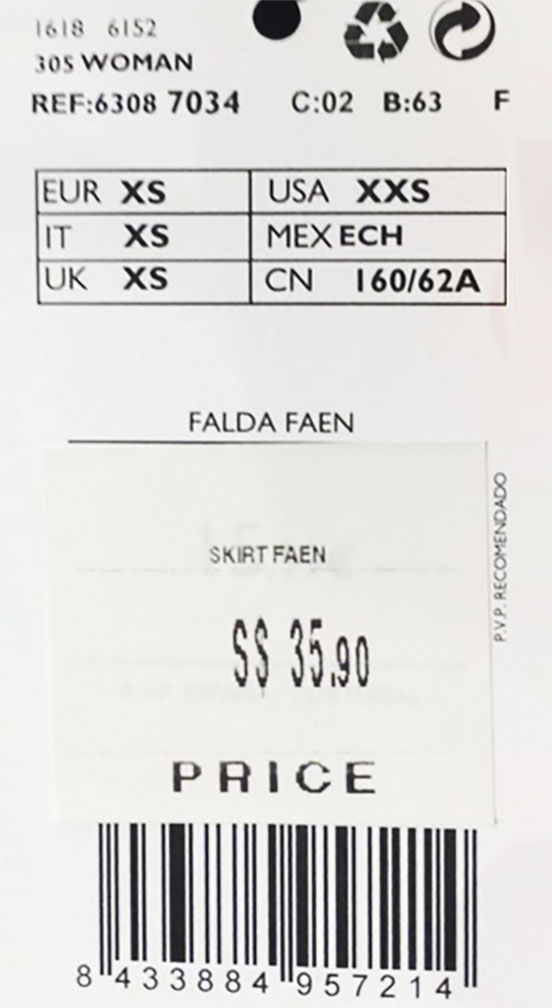 1618 6152
305 WOMAN
REF:6308 7034 C:02 B:63 F
EUR XS USA XXS
IT XS MEX ECH
UK XS CN 160/62A
FALDA FAEN
SKIRT FAEN
S$ 35.90
PRICE
P.V.P. RECOMENDADO
8 433884 957214